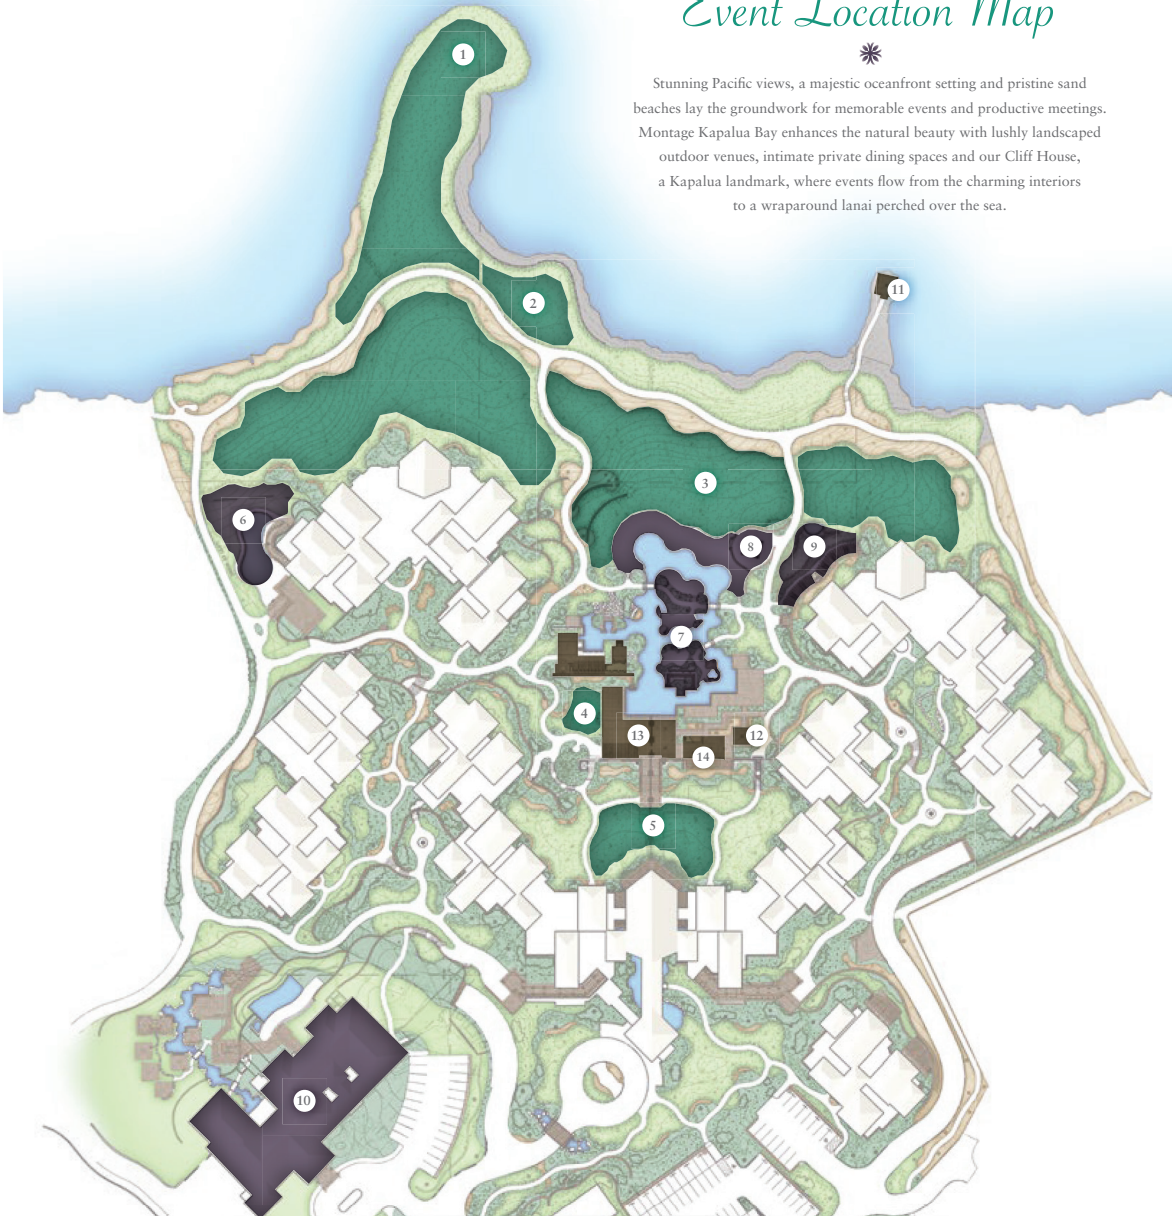 Event Location Map
Stunning Pacific views, a majestic oceanfront setting and pristine sand
beaches lay the groundwork for memorable events and productive meetings.
Montage Kapalua Bay enhances the natural beauty with lushly landscaped
outdoor venues, intimate private dining spaces and our Cliff House,
a Kapalua landmark, where events flow from the charming interiors
to a wraparound lanai perched over the sea.
1
11
2
3
6
8
9
7
4
13
12
14
5
10